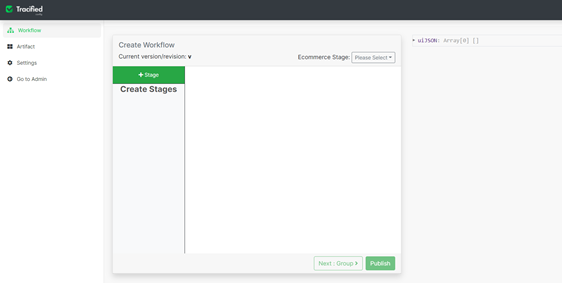 Tracified
Workflow
Artifact
Settings
Go to Admin
Create Workflow
Current version/revision: v
Ecommerce Stage: Please Select
+ Stage
Create Stages
Next : Group >
Publish
uiJSON: Array[0] []